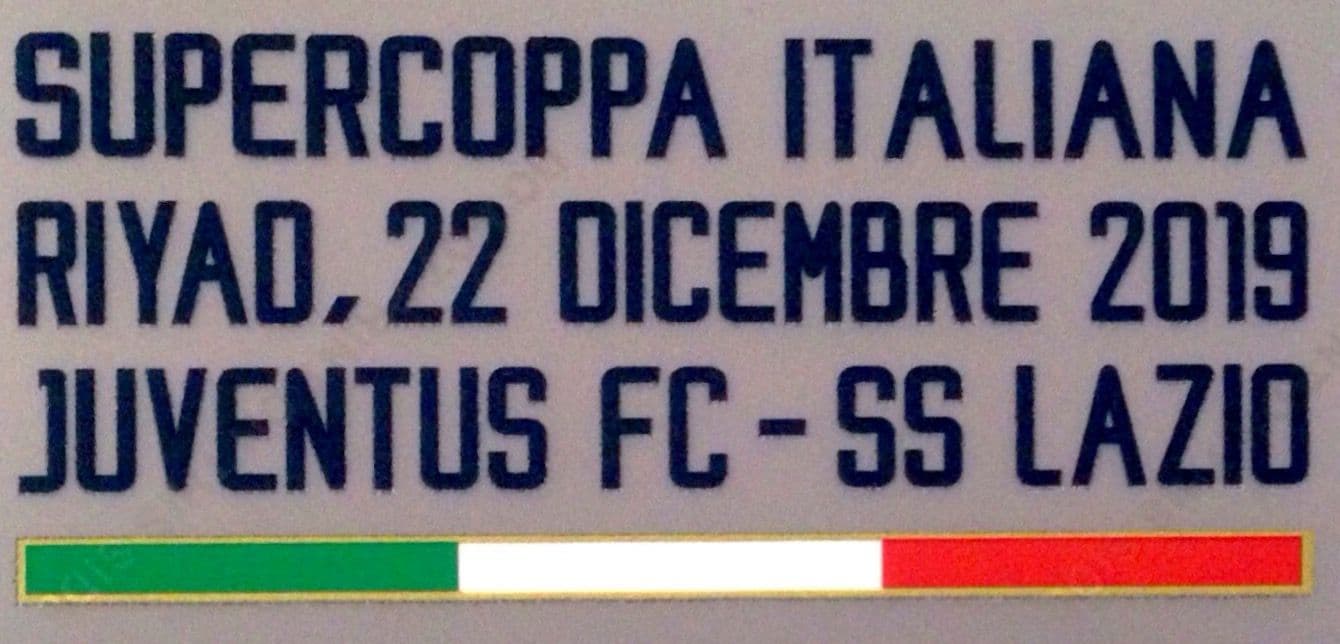 SUPERCOPPA ITALIANA
RIYAD, 22 DICEMBRE 2019
JUVENTUS FC - SS LAZIO